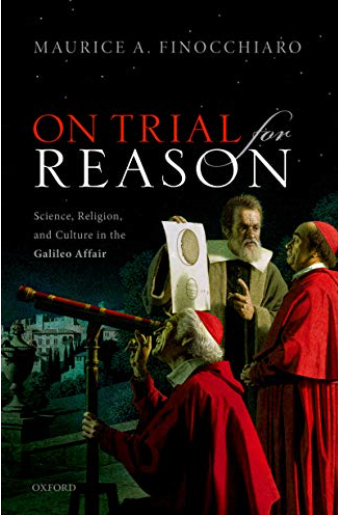 MAURICE A. FINOCCHIARO
ON TRIAL for
REASON
Science, Religion,
and Culture in the
Galileo Affair
OXFORD